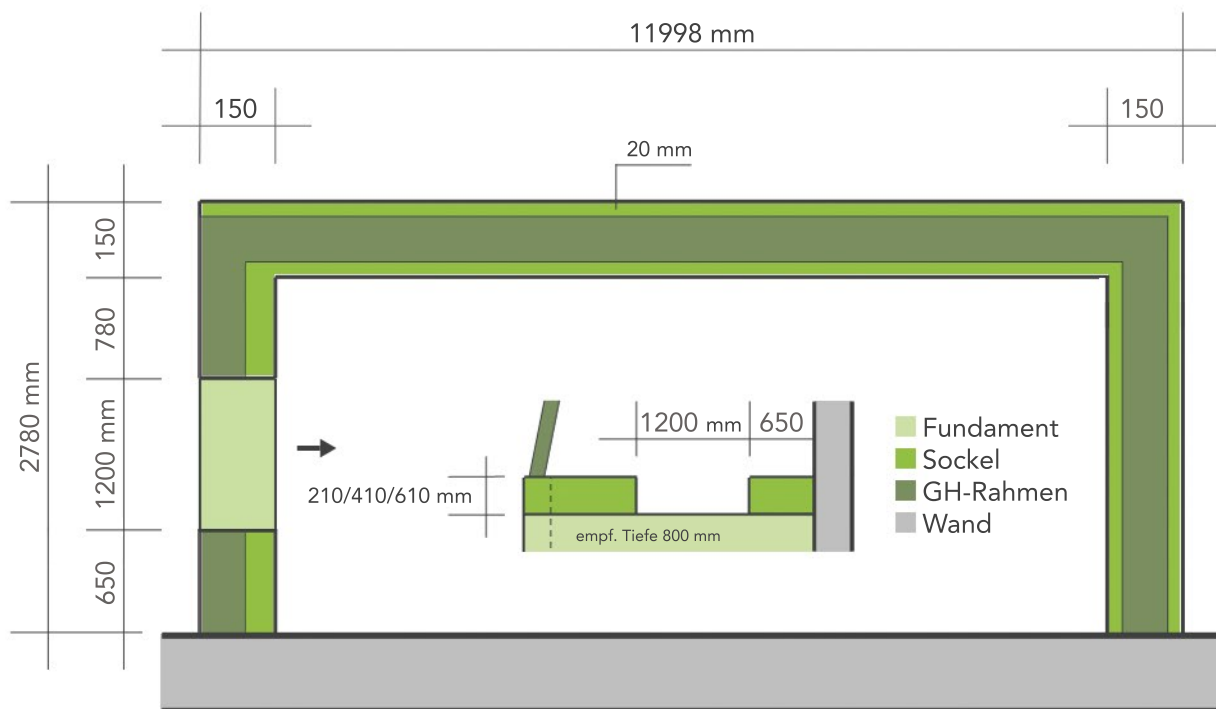 11998 mm
150
150
20 mm
150
780
2780 mm
1200 mm
650
1200 mm
650
210/410/610 mm
empf. Tiefe 800 mm
Fundament
Sockel
GH-Rahmen
Wand